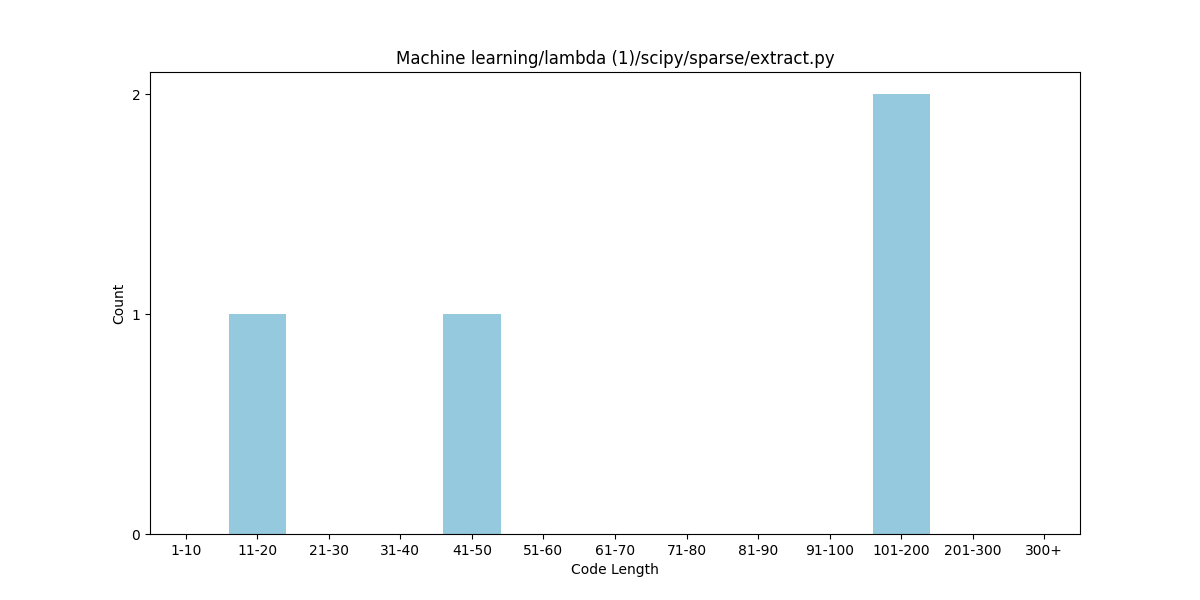 Machine learning/lambda (1)/scipy/sparse/extract.py
Count
2
1
0
1-10 11-20 21-30 31-40 41-50 51-60 61-70 71-80 81-90 91-100 101-200 201-300 300+
Code Length